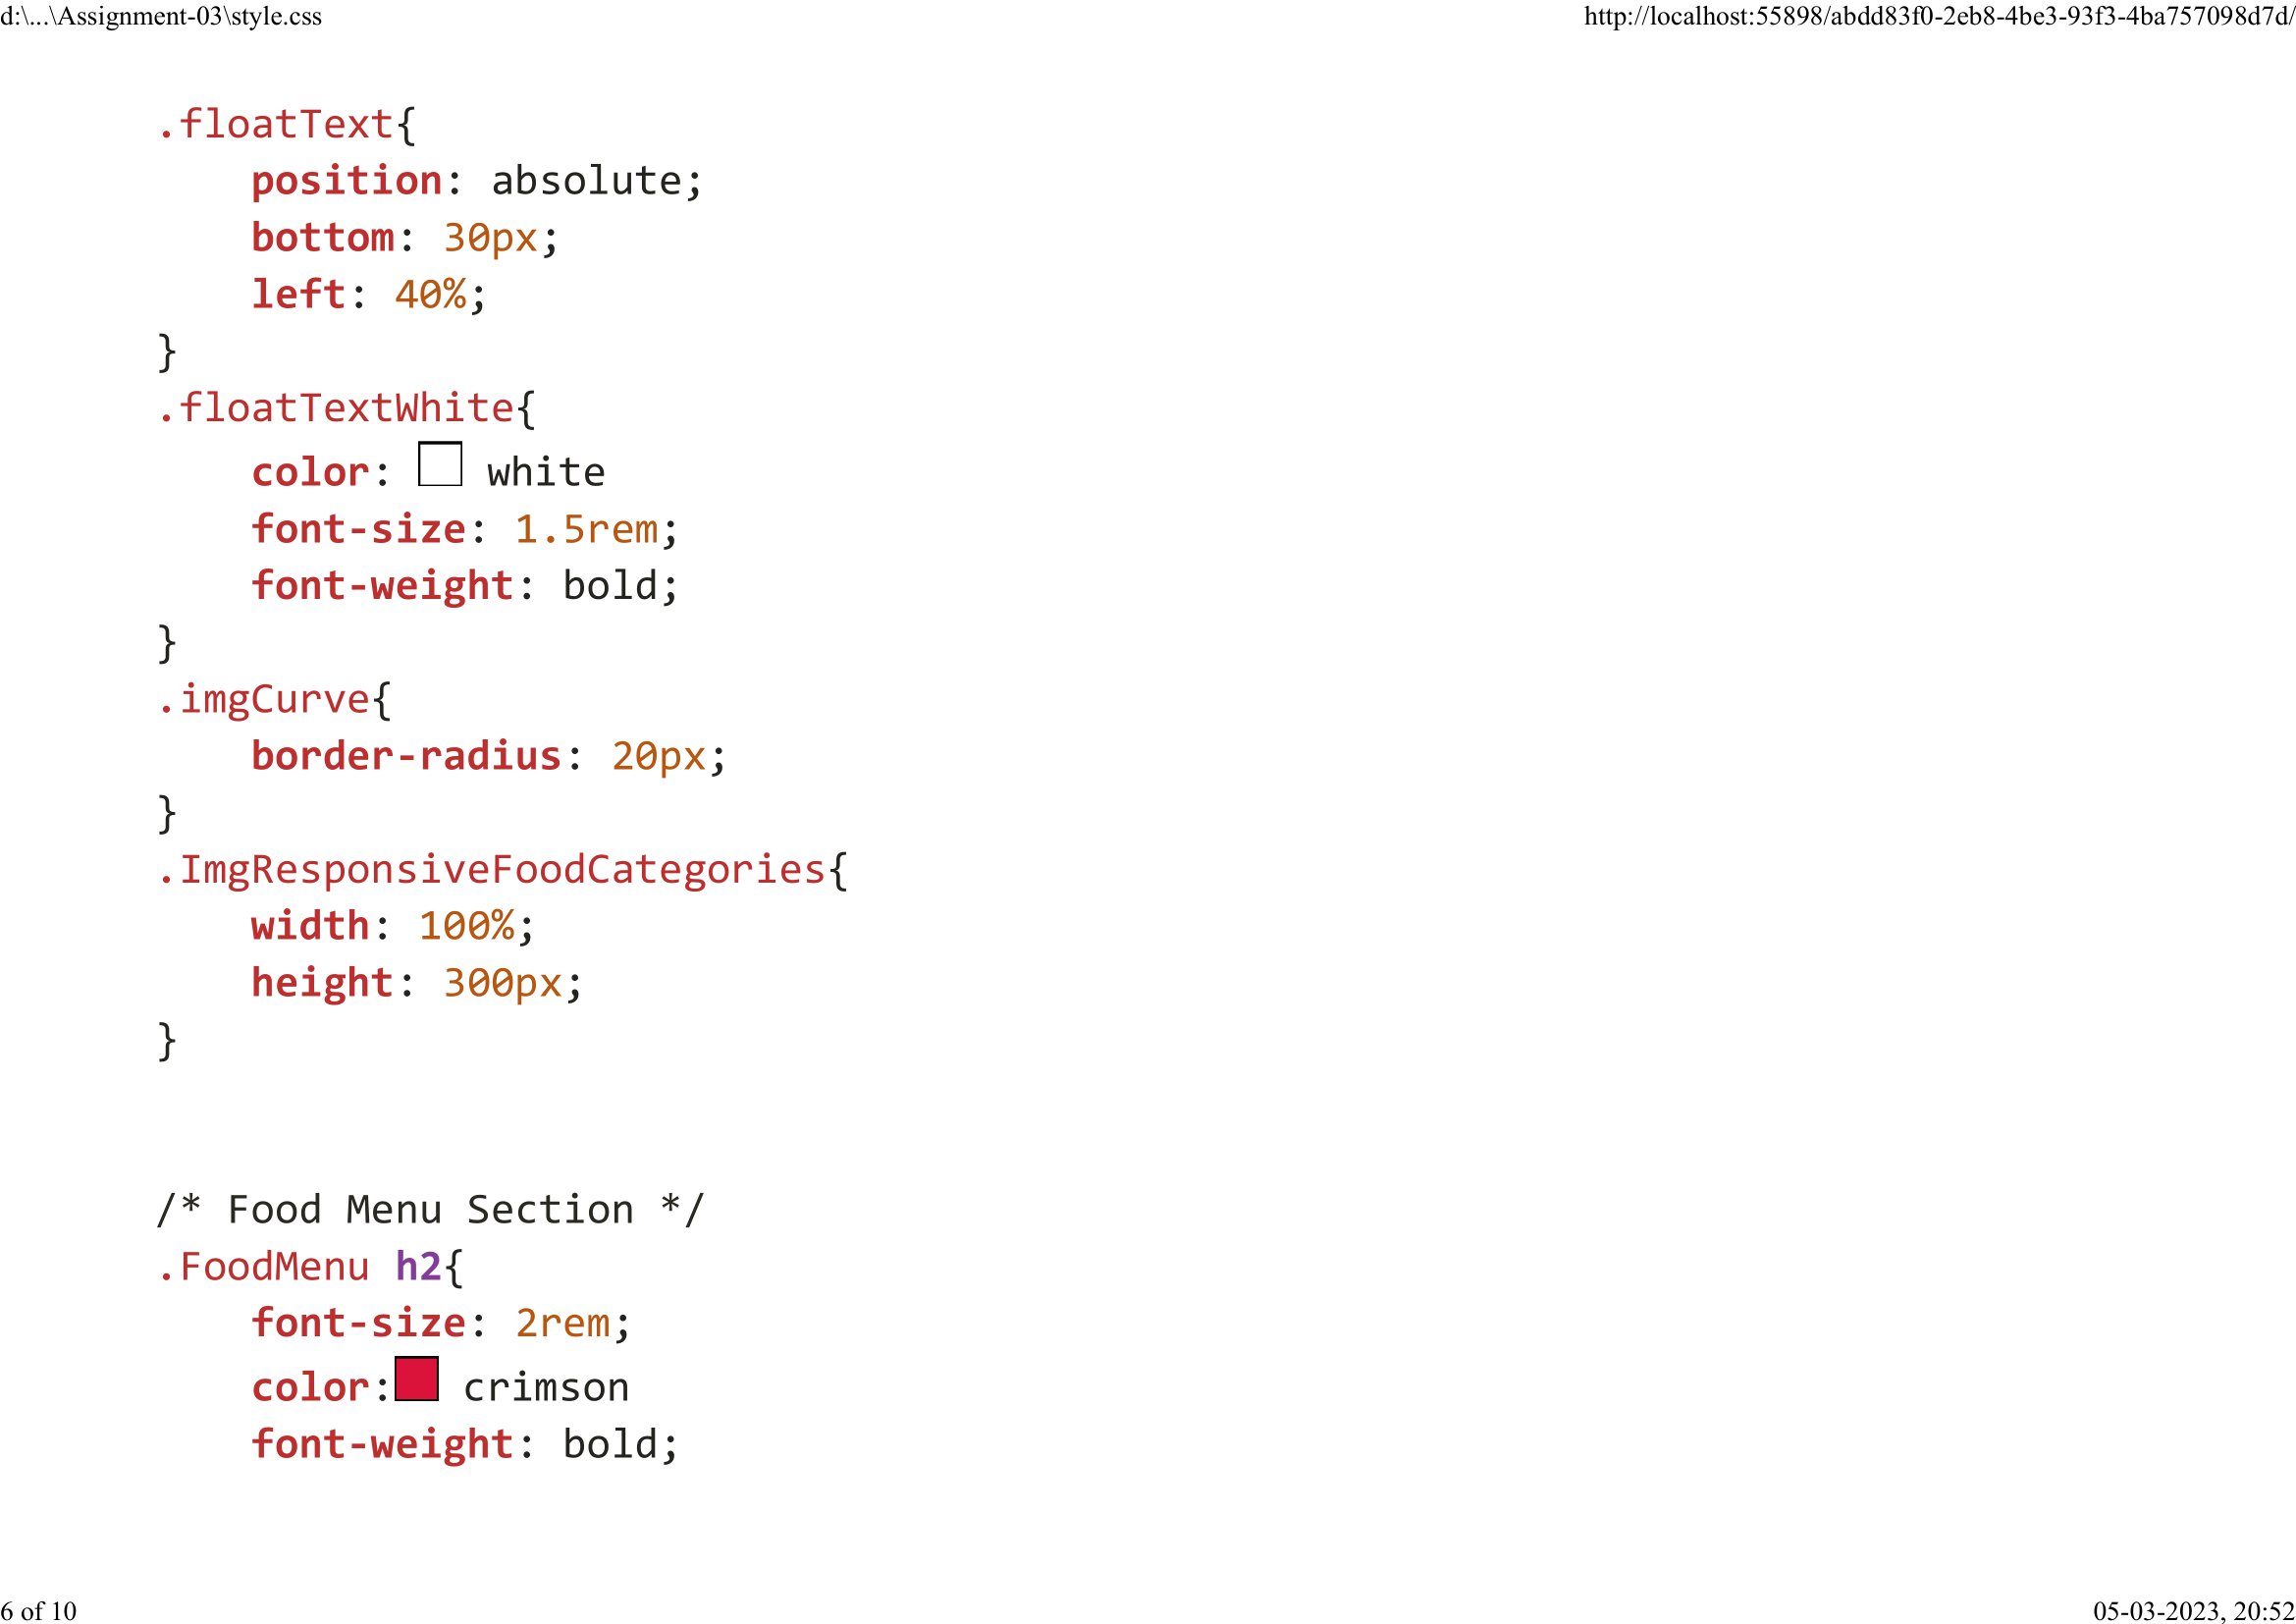 d:\...\Assignment-03\style.css
http://localhost:55898/abdd83f0-2eb8-4be3-93f3-4ba757098d7d/
.floatText{
    position: absolute;
    bottom: 30px;
    left: 40%;
}
.floatTextWhite{
    color: white
    font-size: 1.5rem;
    font-weight: bold;
}
.imgCurve{
    border-radius: 20px;
}
.ImgResponsiveFoodCategories{
    width: 100%;
    height: 300px;
}
/* Food Menu Section */
.FoodMenu h2{
    font-size: 2rem;
    color: crimson
    font-weight: bold;
6 of 10
05-03-2023, 20:52